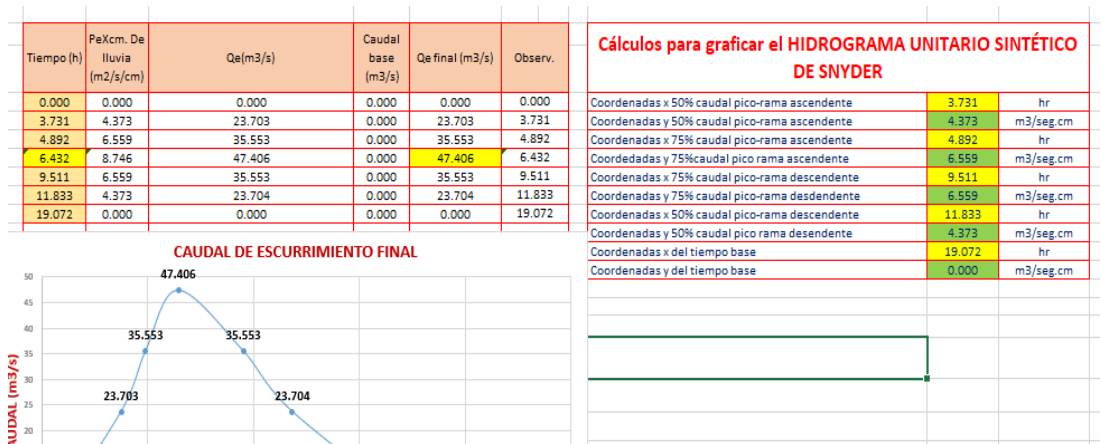 Tiempo (h) PeXcm. De lluvia (m2/s/cm) Qe(m3/s) Caudal base (m3/s) Qe final (m3/s) Observ.
0.000 0.000 0.000 0.000 0.000 0.000
3.731 4.373 23.703 0.000 23.703 3.731
4.892 6.559 35.553 0.000 35.553 4.892
6.432 8.746 47.406 0.000 47.406 6.432
9.511 6.559 35.553 0.000 35.553 9.511
11.833 4.373 23.704 0.000 23.704 11.833
19.072 0.000 0.000 0.000 0.000 19.072
CAUDAL DE ESCURRIMIENTO FINAL
50
45
40
35
30
25
20
47.406
35.553 35.553
23.703 23.704
CAUDAL (m3/s)
Cálculos para graficar el HIDROGRAMA UNITARIO SINTÉTICO
DE SNYDER
Coordenadas x 50% caudal pico-rama ascendente 3.731 hr
Coordenadas y 50% caudal pico-rama ascendente 4.373 m3/seg.cm
Coordenadas x 75% caudal pico-rama ascendente 4.892 hr
Coordedadas y 75%caudal pico rama ascendente 6.559 m3/seg.cm
Coordenadas x 75% caudal pico-rama descendente 9.511 hr
Coordenadas y 75% caudal pico-rama desdendente 6.559 m3/seg.cm
Coordenadas x 50% caudal pico-rama descendente 11.833 hr
Coordenadas y 50% caudal pico rama desendente 4.373 m3/seg.cm
Coordenadas x del tiempo base 19.072 hr
Coordenadas y del tiempo base 0.000 m3/seg.cm